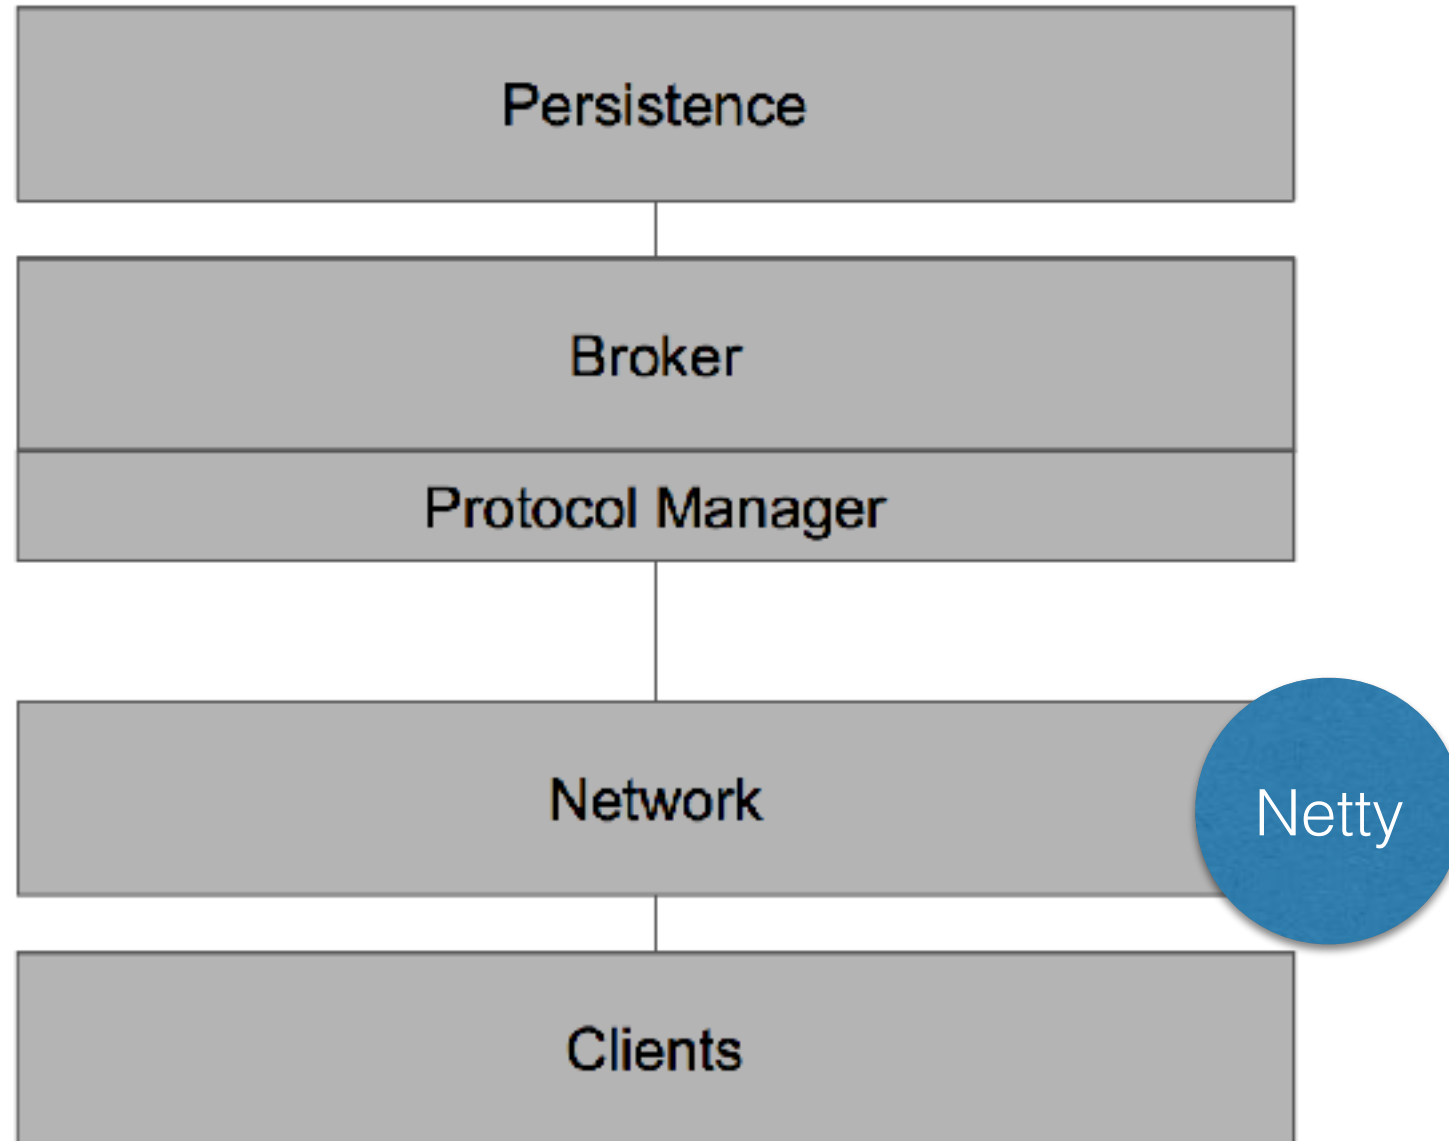 Persistence
Broker
Protocol Manager
Network
Netty
Clients